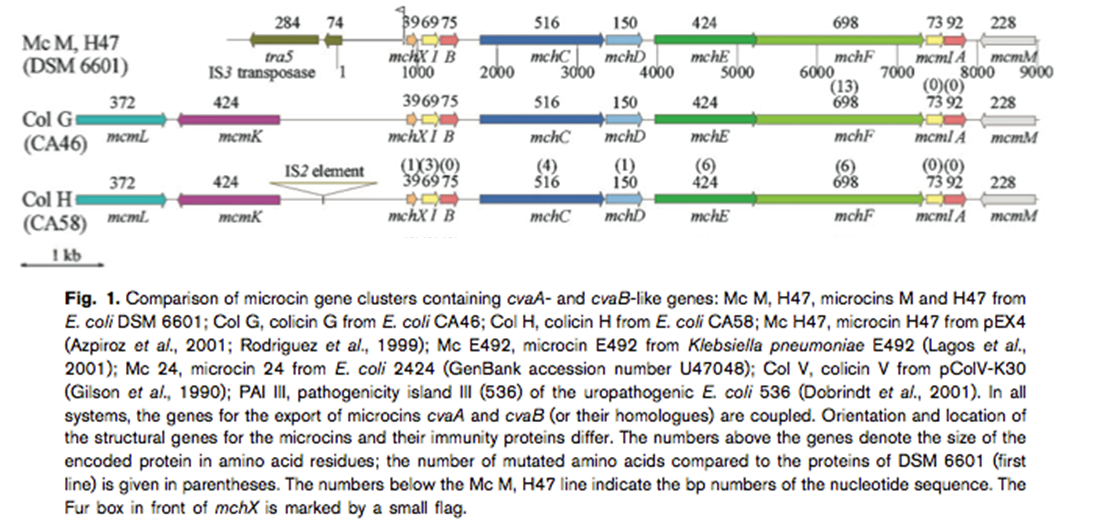 284 74 396975 516 150 424 698 7392 228
Mc M, H47
(DSM 6601)
tra5 mchX I B mchC mchD mchE mchF mcmI A mcmM
IS3 transposase 1 1000 2000 3000 4000 5000 6000 7000 8000 9000
(13) (0)(0)
372 424 396975 516 150 424 698 7392 228
Col G
(CA46)
mcmL mcmK mchX I B mchC mchD mchE mchF mcmI A mcmM
IS2 element (1)(3)(0) (4) (1) (6) (6) (0)(0)
372 424 396975 516 150 424 698 7392 228
Col H
(CA58)
mcmL mcmK mchX I B mchC mchD mchE mchF mcmI A mcmM
1 kb
Fig. 1. Comparison of microcin gene clusters containing cvaA- and cvaB-like genes: Mc M, H47, microcins M and H47 from
E. coli DSM 6601; Col G, colicin G from E. coli CA46; Col H, colicin H from E. coli CA58; Mc H47, microcin H47 from pEX4
(Azpiroz et al., 2001; Rodriguez et al., 1999); Mc E492, microcin E492 from Klebsiella pneumoniae E492 (Lagos et al.,
2001); Mc 24, microcin 24 from E. coli 2424 (GenBank accession number U47048); Col V, colicin V from pColV-K30
(Gilson et al., 1990); PAI III, pathogenicity island III (536) of the uropathogenic E. coli 536 (Dobrindt et al., 2001). In all
systems, the genes for the export of microcins cvaA and cvaB (or their homologues) are coupled. Orientation and location of
the structural genes for the microcins and their immunity proteins differ. The numbers above the genes denote the size of the
encoded protein in amino acid residues; the number of mutated amino acids compared to the proteins of DSM 6601 (first
line) is given in parentheses. The numbers below the Mc M, H47 line indicate the bp numbers of the nucleotide sequence. The
Fur box in front of mchX is marked by a small flag.